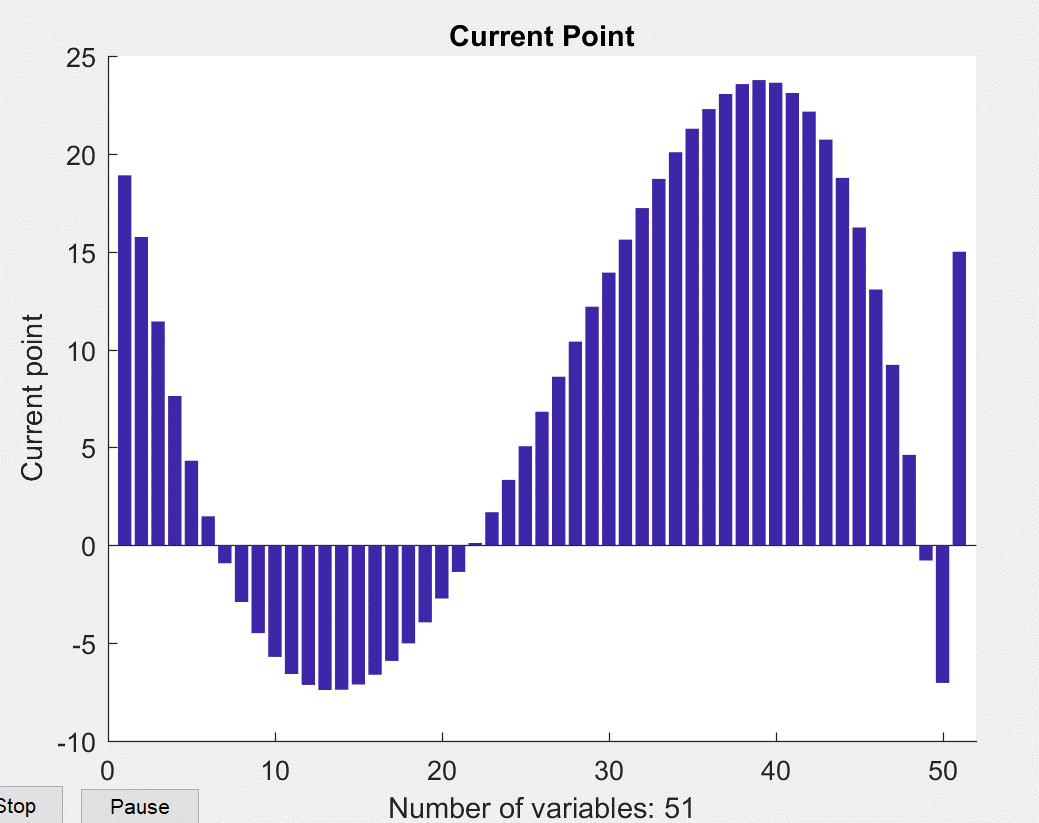 Current Point
25
20
15
10
5
0
-5
-10
Current point
0 10 20 30 40 50
Number of variables: 51
Stop
Pause